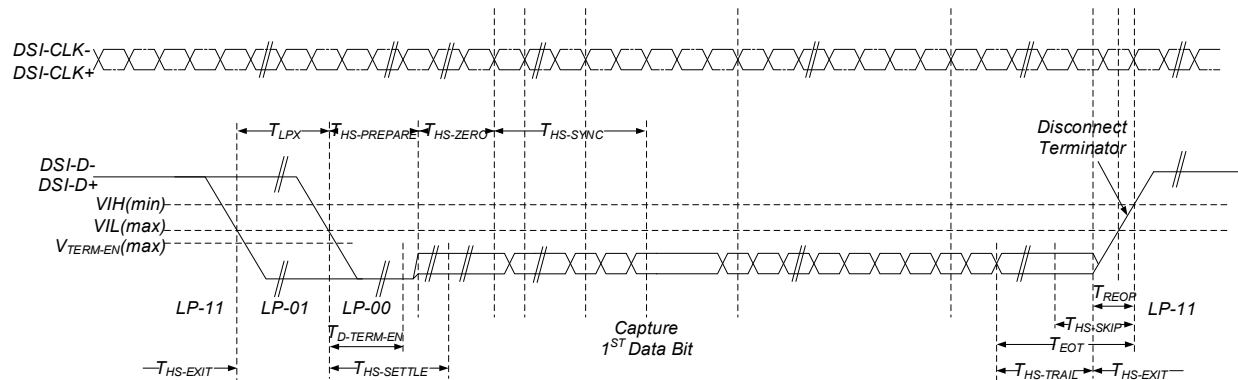 DSI-CLK-
DSI-CLK+
TLPX
THS-PREPARE
THS-ZERO
THS-SYNC
Disconnect
Terminator
DSI-D-
DSI-D+
VIH(min)
VIL(max)
VTERM-EN(max)
LP-11
LP-01
LP-00
TREOP
LP-11
TD-TERM-EN
Capture
1ST Data Bit
THS-SKIP
TEOT
THS-EXIT
THS-SETTLE
THS-TRAIL
THS-EXIT